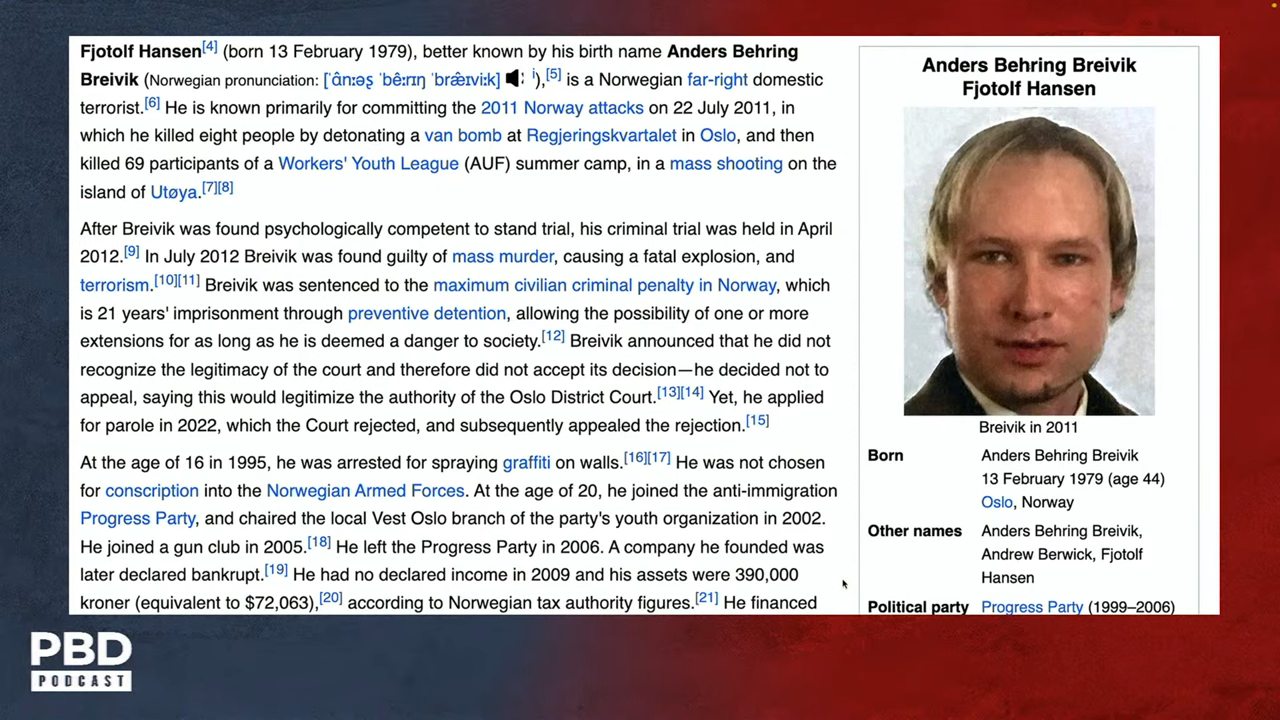 Fjotolf Hansen[4] (born 13 February 1979), better known by his birth name Anders Behring
Breivik (Norwegian pronunciation: [ˈɑ̂nːəʂ ˈbêːrɪŋ ˈbræ̂ɪviːk] i),[5] is a Norwegian far-right domestic
terrorist.[6] He is known primarily for committing the 2011 Norway attacks on 22 July 2011, in
which he killed eight people by detonating a van bomb at Regjeringskvartalet in Oslo, and then
killed 69 participants of a Workers' Youth League (AUF) summer camp, in a mass shooting on the
island of Utøya.[7][8]
After Breivik was found psychologically competent to stand trial, his criminal trial was held in April
2012.[9] In July 2012 Breivik was found guilty of mass murder, causing a fatal explosion, and
terrorism.[10][11] Breivik was sentenced to the maximum civilian criminal penalty in Norway, which
is 21 years' imprisonment through preventive detention, allowing the possibility of one or more
extensions for as long as he is deemed a danger to society.[12] Breivik announced that he did not
recognize the legitimacy of the court and therefore did not accept its decision—he decided not to
appeal, saying this would legitimize the authority of the Oslo District Court.[13][14] Yet, he applied
for parole in 2022, which the Court rejected, and subsequently appealed the rejection.[15]
At the age of 16 in 1995, he was arrested for spraying graffiti on walls.[16][17] He was not chosen
for conscription into the Norwegian Armed Forces. At the age of 20, he joined the anti-immigration
Progress Party, and chaired the local Vest Oslo branch of the party's youth organization in 2002.
He joined a gun club in 2005.[18] He left the Progress Party in 2006. A company he founded was
later declared bankrupt.[19] He had no declared income in 2009 and his assets were 390,000
kroner (equivalent to $72,063),[20] according to Norwegian tax authority figures.[21] He financed
Anders Behring Breivik
Fjotolf Hansen
Breivik in 2011
Born Anders Behring Breivik
13 February 1979 (age 44)
Oslo, Norway
Other names Anders Behring Breivik,
Andrew Berwick, Fjotolf
Hansen
Political party Progress Party (1999–2006)
PBD
PODCAST